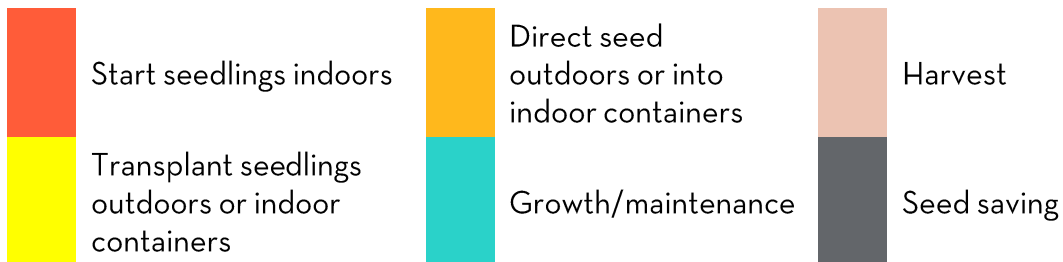 Start seedlings indoors
Transplant seedlings
outdoors or indoor
containers
Direct seed
outdoors or into
indoor containers
Growth/maintenance
Harvest
Seed saving